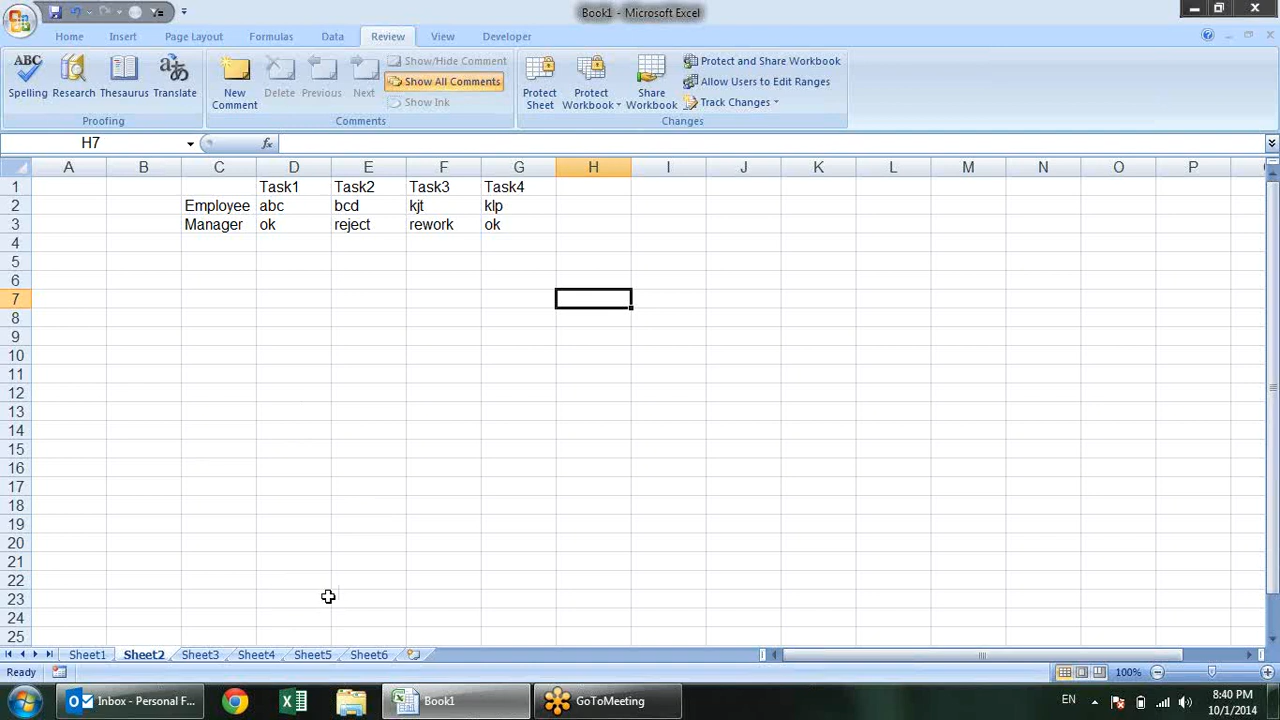 Book1 - Microsoft Excel
Home Insert Page Layout Formulas Data Review View Developer
ABC Spelling Research Thesaurus Translate
Proofing
New Comment Delete Previous Next
Show/Hide Comment
Show All Comments
Show Ink
Comments
Protect Sheet Protect Workbook Share Workbook
Protect and Share Workbook
Allow Users to Edit Ranges
Track Changes
Changes
H7 fx
A B C D E F G H I J K L M N O P
1 Task1 Task2 Task3 Task4
2 Employee abc bcd kjt klp
3 Manager ok reject rework ok
4
5
6
7
8
9
10
11
12
13
14
15
16
17
18
19
20
21
22
23
24
25
Sheet1 Sheet2 Sheet3 Sheet4 Sheet5 Sheet6
Ready 100%
Inbox - Personal F... Book1 GoToMeeting EN 8:40 PM
10/1/2014